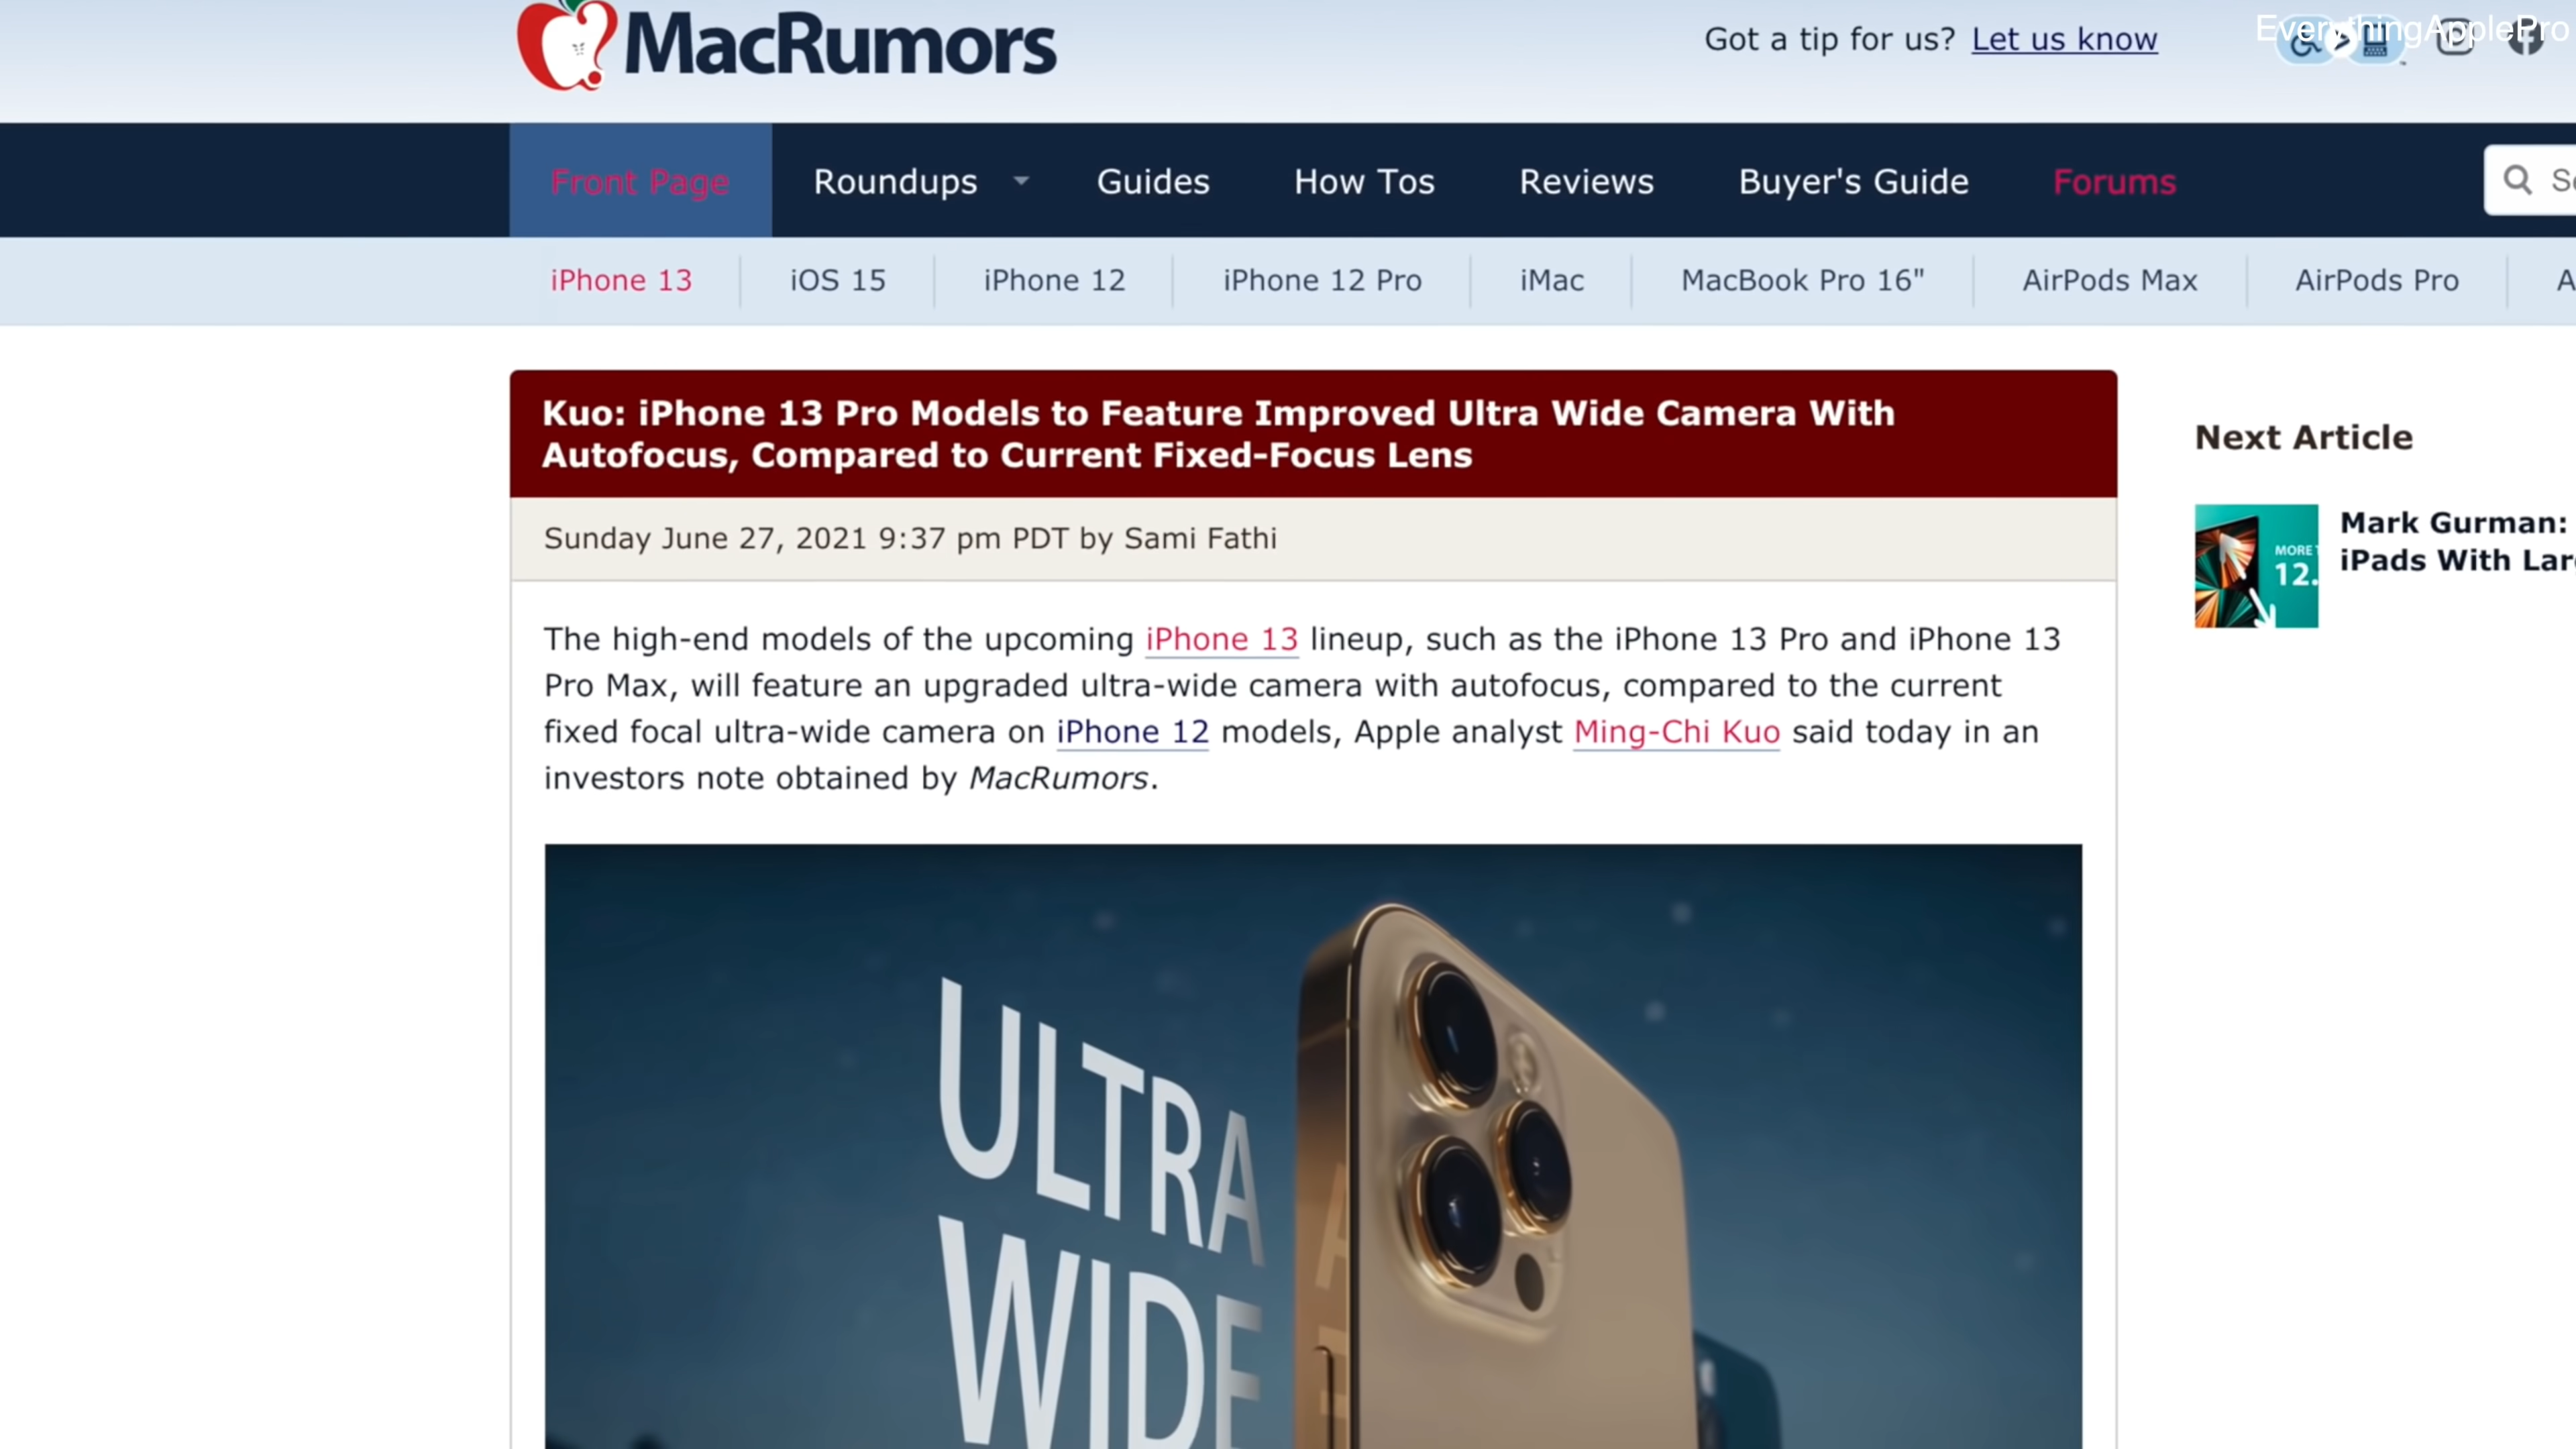 MacRumors
Got a tip for us? Let us know
EverythingApplePro
Front Page
Roundups
Guides
How Tos
Reviews
Buyer's Guide
Forums
iPhone 13
iOS 15
iPhone 12
iPhone 12 Pro
iMac
MacBook Pro 16"
AirPods Max
AirPods Pro
Kuo: iPhone 13 Pro Models to Feature Improved Ultra Wide Camera With
Autofocus, Compared to Current Fixed-Focus Lens
Sunday June 27, 2021 9:37 pm PDT by Sami Fathi
The high-end models of the upcoming iPhone 13 lineup, such as the iPhone 13 Pro and iPhone 13
Pro Max, will feature an upgraded ultra-wide camera with autofocus, compared to the current
fixed focal ultra-wide camera on iPhone 12 models, Apple analyst Ming-Chi Kuo said today in an
investors note obtained by MacRumors.
ULTRA
WIDE
Next Article
MORE
12.
Mark Gurman:
iPads With